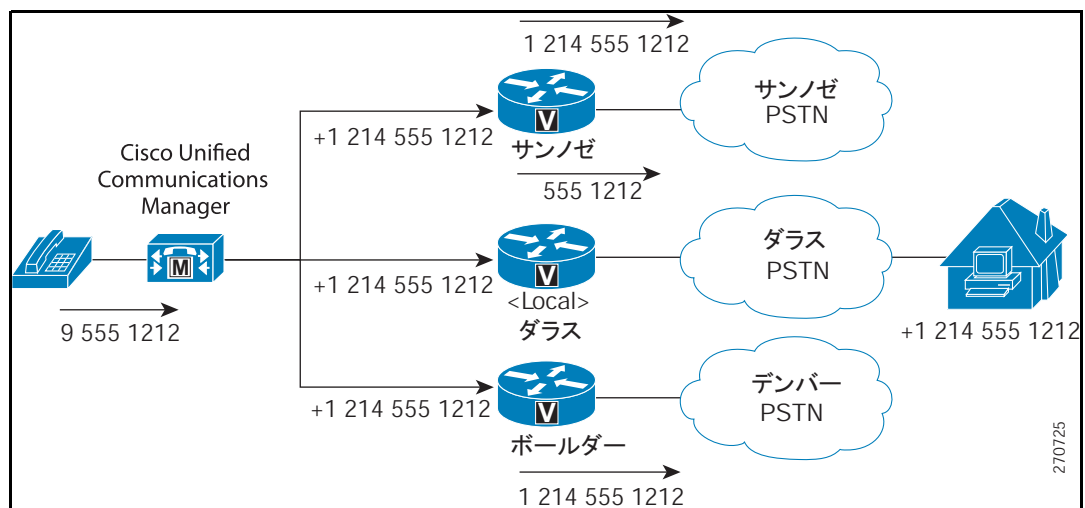 1 214 555 1212
サンノゼ
PSTN
+1 214 555 1212
サンノゼ
555 1212
Cisco Unified
Communications
Manager
M
V
9 555 1212
+1 214 555 1212
V
<Local>
ダラス
ダラス
PSTN
+1 214 555 1212
+1 214 555 1212
V
ボールダー
デンバー
PSTN
1 214 555 1212
270725